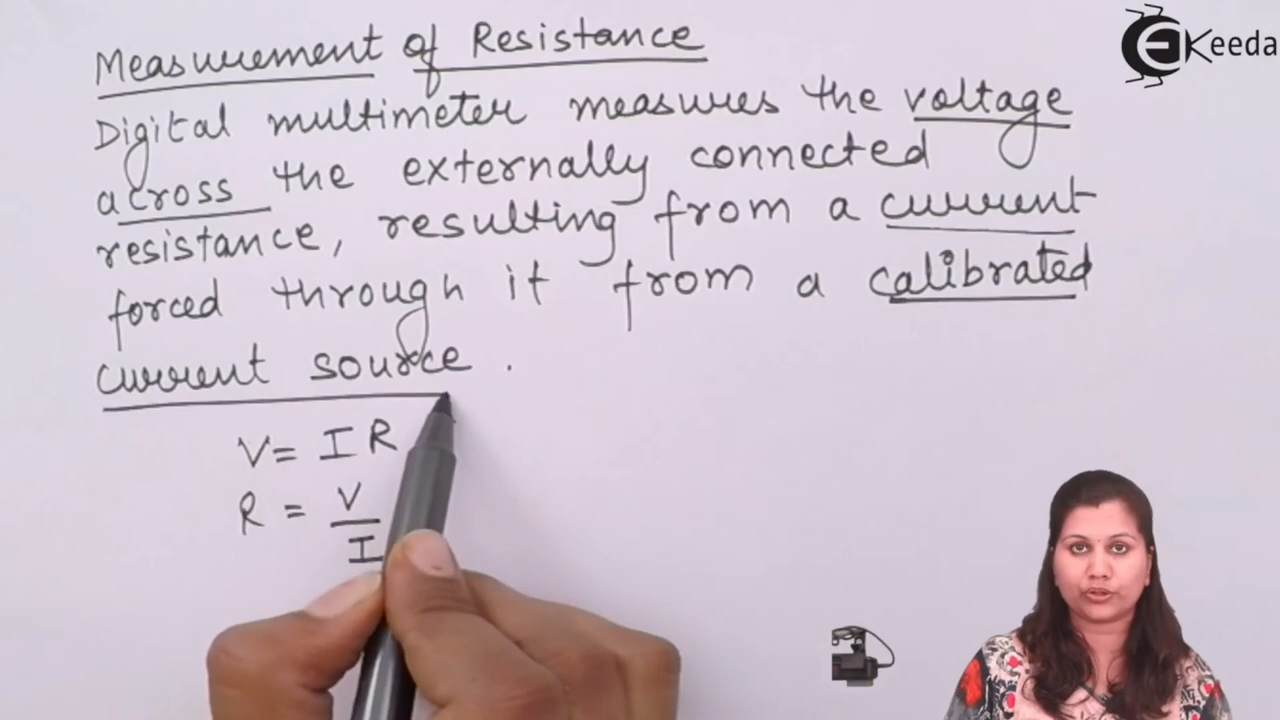 Measurement of Resistance
Digital multimeter measures the voltage
across the externally connected
resistance, resulting from a current
forced through it from a calibrated
current source.
V= IR
R = V
I
EKeeda